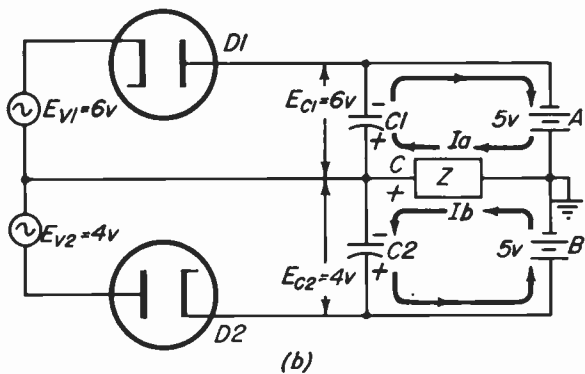 D1
E_V1=6v
E_C1=6v
C1
5v
A
Ia
C
Z
E_V2=4v
Ib
E_C2=4v
C2
5v
B
D2
(b)